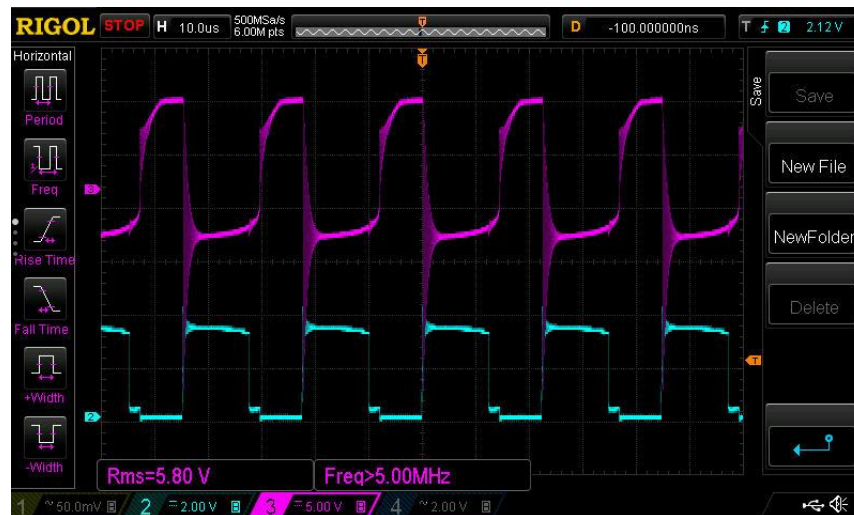 RIGOL STOP H 10.0us 500MSa/s 6.00M pts D -100.000000ns T 2 2.12 V
Horizontal
Period
Freq
Rise Time
Fall Time
+Width
-Width
T
3
2
T
Rms=5.80 V Freq>5.00MHz
Save
Save
New File
NewFolder
Delete
1 ~50.0mV B 2 =2.00 V B 3 =5.00 V B 4 ~2.00 V B